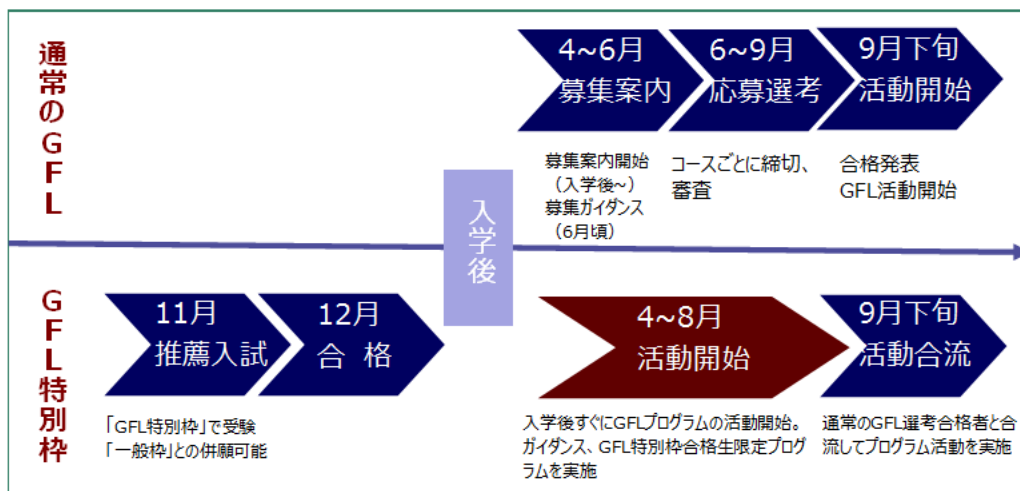 通常のGFL
4~6月
募集案内
6~9月
応募選考
9月下旬
活動開始
募集案内開始
（入学後~）
募集ガイダンス
（6月頃）
コースごとに締切、
審査
合格発表
GFL活動開始
入学後
GFL特別枠
11月
推薦入試
12月
合 格
4~8月
活動開始
9月下旬
活動合流
「GFL特別枠」で受験
「一般枠」との併願可能
入学後すぐにGFLプログラムの活動開始。
ガイダンス、GFL特別枠合格生限定プログ
ラムを実施
通常のGFL選考合格者と合
流してプログラム活動を実施